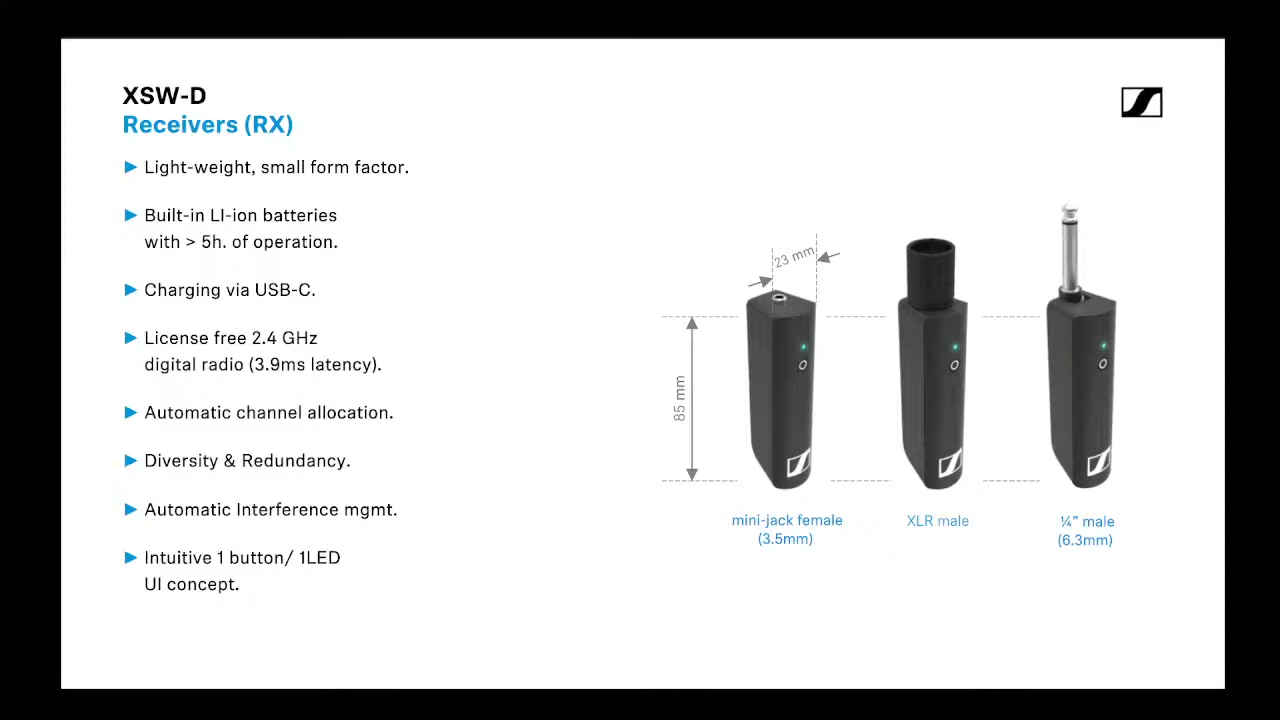 XSW-D
Receivers (RX)
Light-weight, small form factor.
Built-in LI-ion batteries
with > 5h. of operation.
Charging via USB-C.
License free 2.4 GHz
digital radio (3.9ms latency).
Automatic channel allocation.
Diversity & Redundancy.
Automatic Interference mgmt.
Intuitive 1 button/ 1LED
UI concept.
23 mm
85 mm
mini-jack female
(3.5mm)
XLR male
¼” male
(6.3mm)